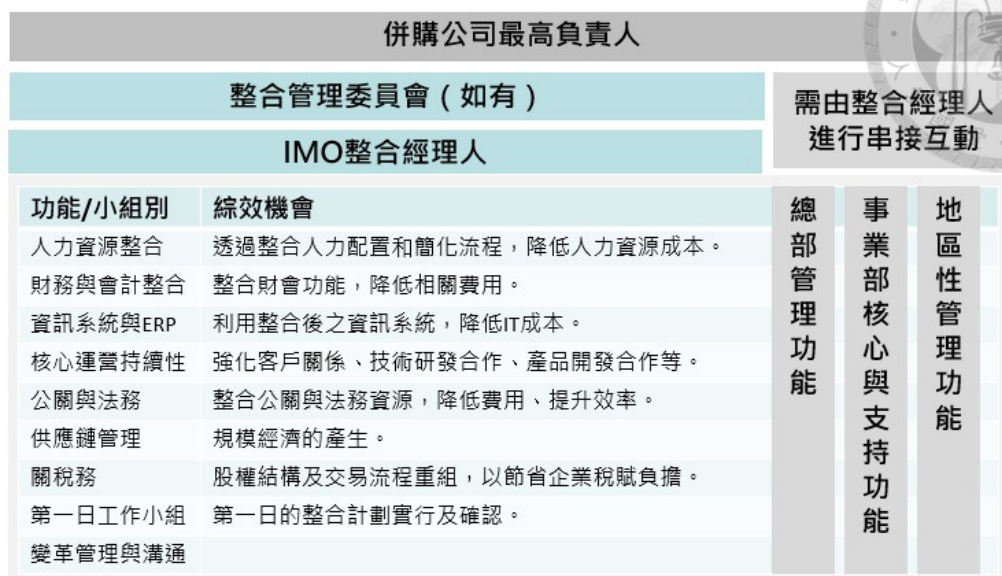 併購公司最高負責人
整合管理委員會（如有）
IMO整合經理人
需由整合經理人
進行串接互動
功能/小組別 綜效機會
人力資源整合 透過整合人力配置和簡化流程，降低人力資源成本。
財務與會計整合 整合財會功能，降低相關費用。
資訊系統與ERP 利用整合後之資訊系統，降低IT成本。
核心運營持續性 強化客戶關係、技術研發合作、產品開發合作等。
公關與法務 整合公關與法務資源，降低費用、提升效率。
供應鏈管理 規模經濟的產生。
關稅務 股權結構及交易流程重組，以節省企業稅賦負擔。
第一日工作小組 第一日的整合計劃實行及確認。
變革管理與溝通
總部管理功能
事業部核心與支持功能
地區性管理功能